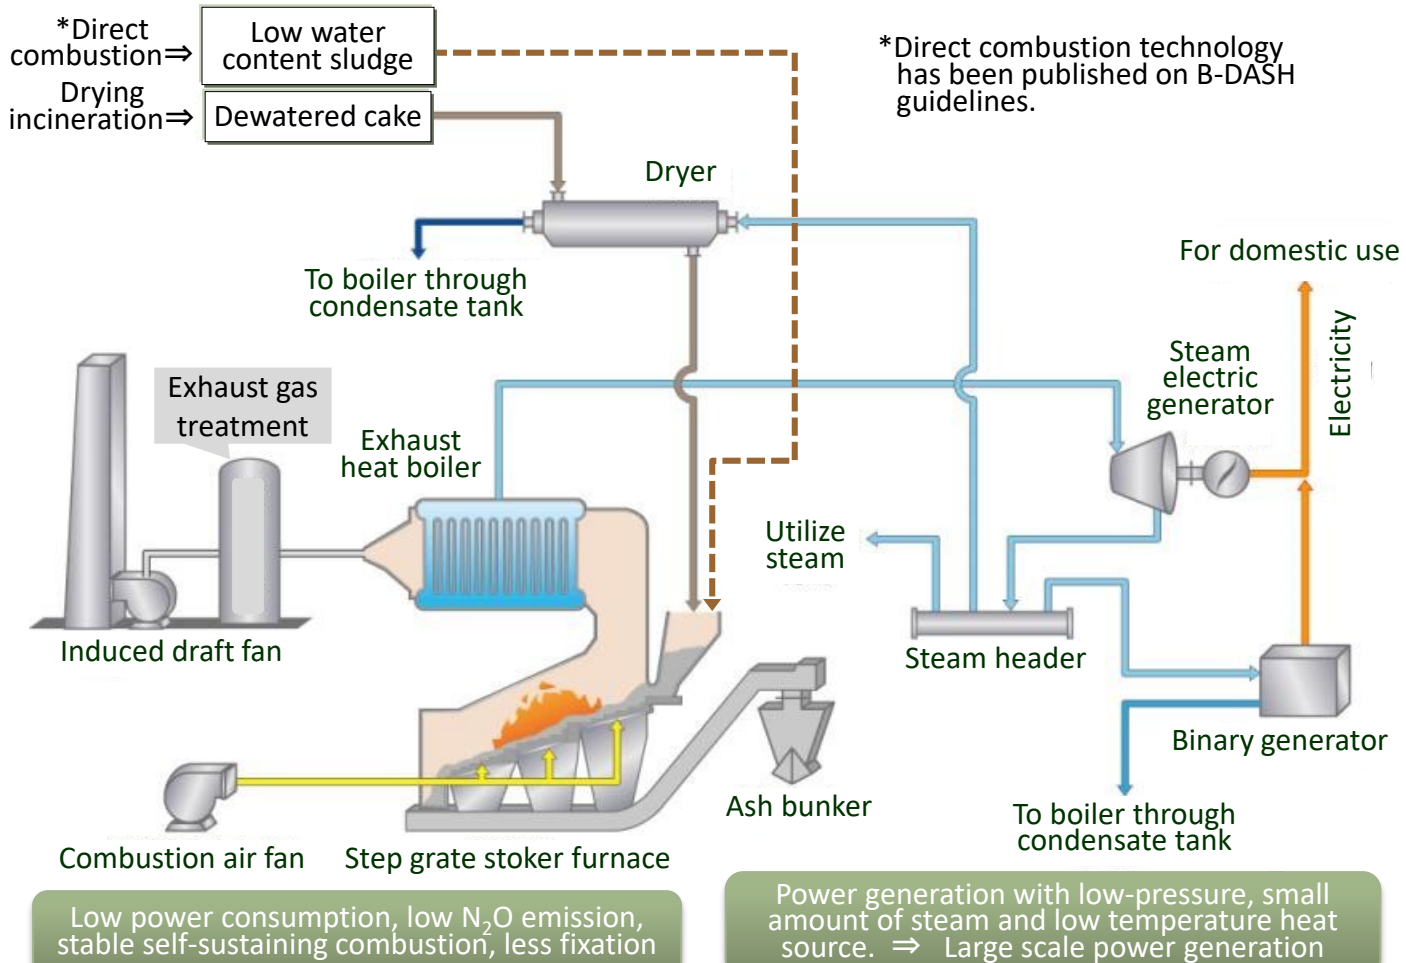 *Direct
combustion⇒
Low water
content sludge
Drying
incineration⇒
Dewatered cake
*Direct combustion technology
has been published on B-DASH
guidelines.
Dryer
To boiler through
condensate tank
For domestic use
Electricity
Steam
electric
generator
Exhaust gas
treatment
Exhaust
heat boiler
Utilize
steam
Induced draft fan
Steam header
Binary generator
Ash bunker
To boiler through
condensate tank
Combustion air fan
Step grate stoker furnace
Low power consumption, low N₂O emission,
stable self-sustaining combustion, less fixation
Power generation with low-pressure, small
amount of steam and low temperature heat
source. ⇒ Large scale power generation